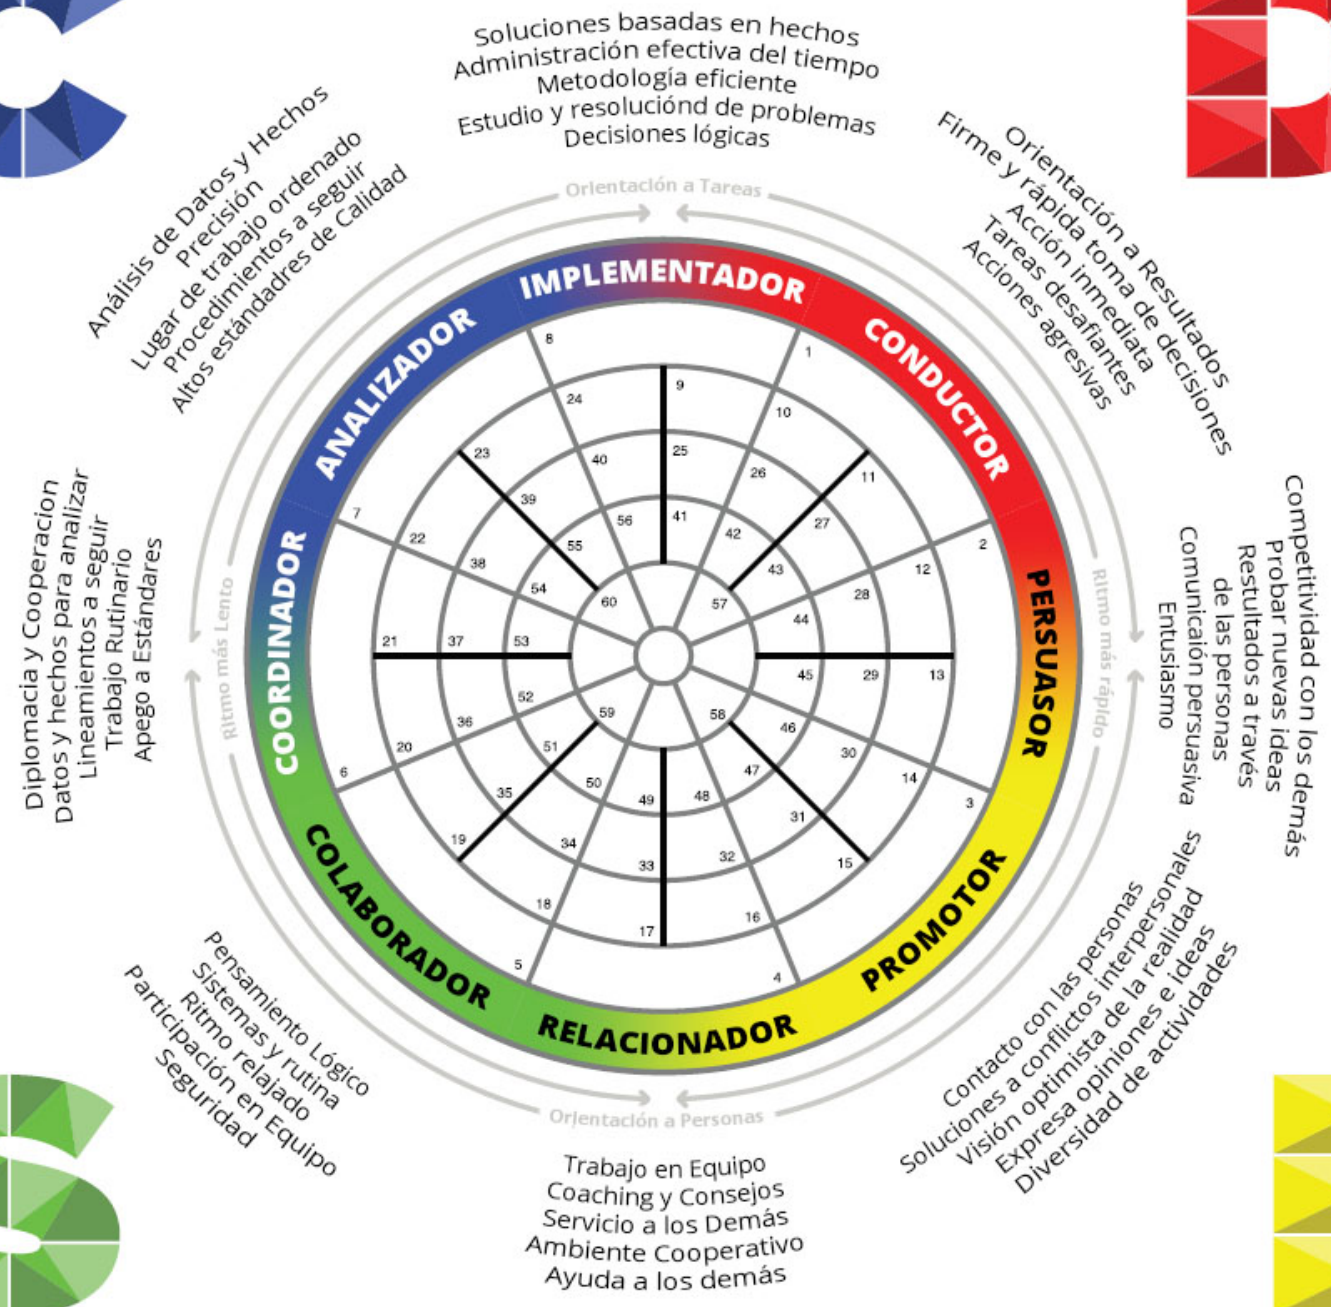 Soluciones basadas en hechos
Administración efectiva del tiempo
Metodología eficiente
Estudio y resoluciónd de problemas
Decisiones lógicas
Análisis de Datos y Hechos
Precisión
Lugar de trabajo ordenado
Procedimientos a seguir
Altos estándadres de Calidad
Orientación a Resultados
Firme y rápida toma de decisiones
Acción inmediata
Tareas desafiantes
Acciones agresivas
Orientación a Tareas
IMPLEMENTADOR
ANALIZADOR
CONDUCTOR
COORDINADOR
PERSUASOR
COLABORADOR
PROMOTOR
RELACIONADOR
Diplomacia y Cooperacion
Datos y hechos para analizar
Lineamientos a seguir
Trabajo Rutinario
Apego a Estándares
Ritmo más Lento
Ritmo más rápido
Competitividad con los demás
Probar nuevas ideas
Restultados a través
de las personas
Comunicaión persuasiva
Entusiasmo
8
1
24
9
10
23
40
25
26
11
7
39
56
41
42
27
2
22
38
55
54
60
57
43
44
28
12
21
37
53
45
29
13
52
59
58
46
36
51
47
30
20
6
35
50
49
48
31
14
3
19
34
33
32
15
18
17
16
5
4
Pensamiento Lógico
Sistemas y rutina
Ritmo relajado
Participación en Equipo
Seguridad
Contacto con las personas
Soluciones a conflictos interpersonales
Visión optimista de la realidad
Expresa opiniones e ideas
Diversidad de actividades
Orientación a Personas
Trabajo en Equipo
Coaching y Consejos
Servicio a los Demás
Ambiente Cooperativo
Ayuda a los demás
C
D
S